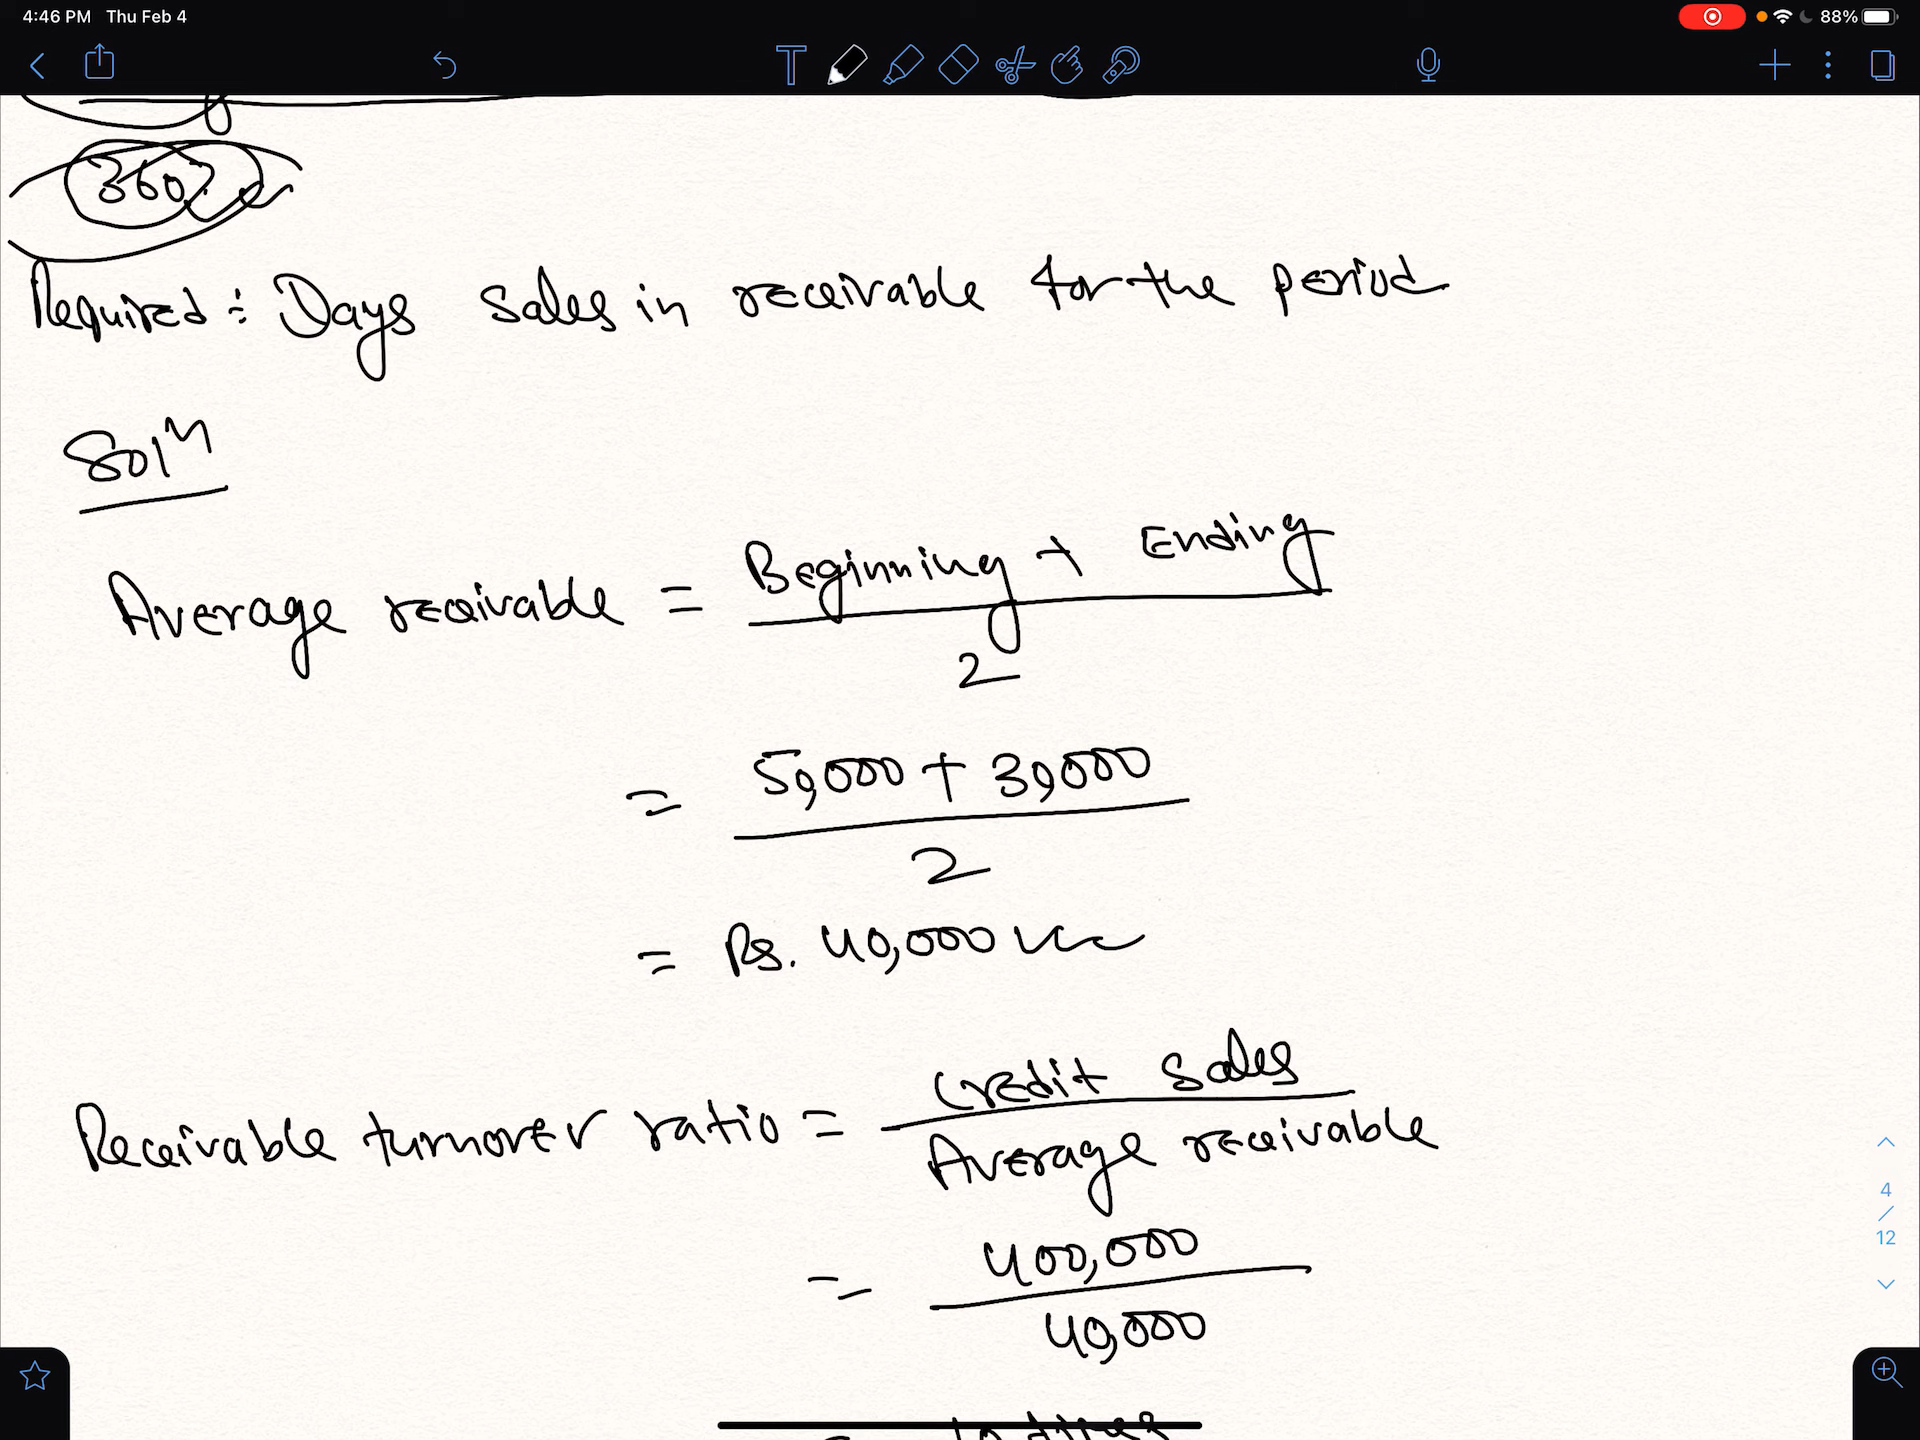 4:46 PM Thu Feb 4
88%
360
Required : Days sales in receivable for the period
Solⁿ
Average receivable = Beginning + Ending
2
= 50,000 + 30,000
2
= Rs. 40,000
Receivable turnover ratio = Credit sales
Average receivable
= 400,000
40,000
4
/
12
= 10 times